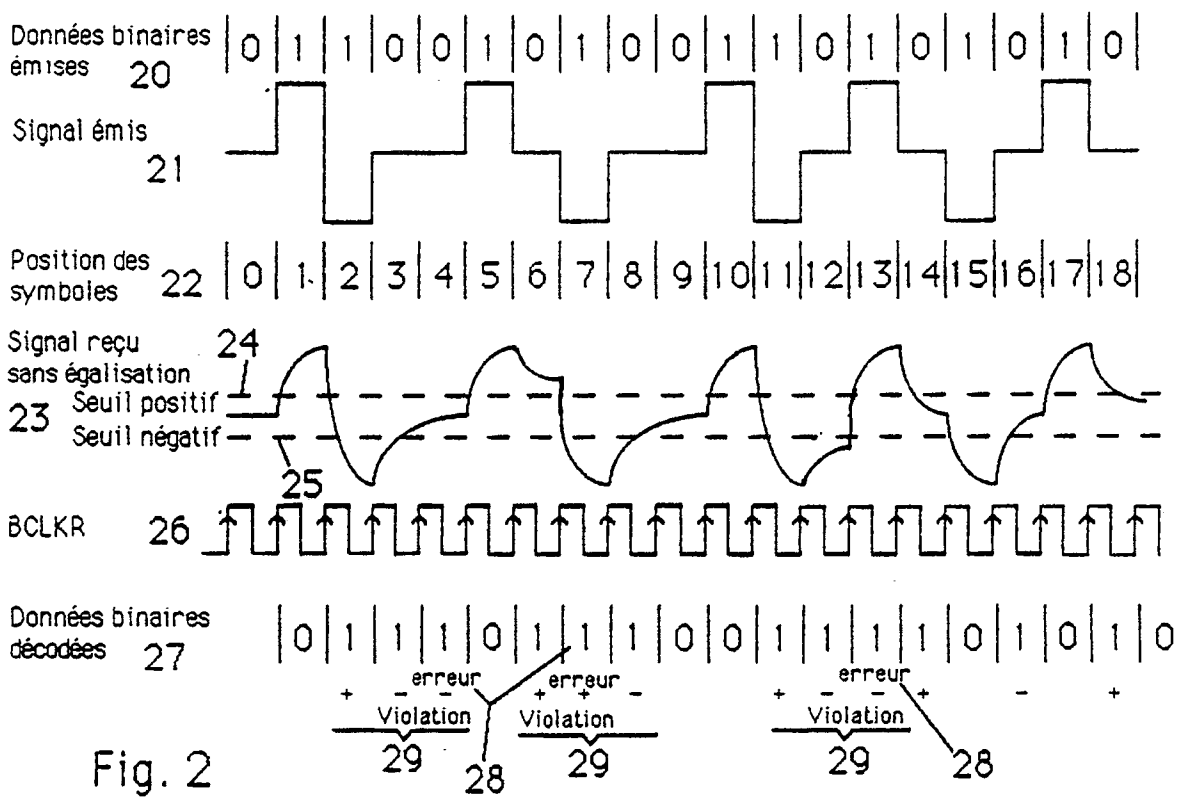 Données binaires émises 20 | 0 | 1 | 1 | 0 | 0 | 1 | 0 | 1 | 0 | 0 | 1 | 1 | 0 | 1 | 0 | 1 | 0 | 1 | 0
Signal émis
21
Position des symboles 22 | 0 | 1 | 2 | 3 | 4 | 5 | 6 | 7 | 8 | 9 | 10 | 11 | 12 | 13 | 14 | 15 | 16 | 17 | 18 |
Signal reçu 24
sans égalisation
23 Seuil positif
Seuil négatif
25
BCLKR 26
Données binaires décodées 27 | 0 | 1 | 1 | 1 | 0 | 1 | 1 | 1 | 0 | 0 | 1 | 1 | 1 | 1 | 0 | 1 | 0 | 1 | 0
erreur erreur erreur
+ - - + + - + - - + - +
Violation Violation Violation
29 28 29 29 28
Fig. 2